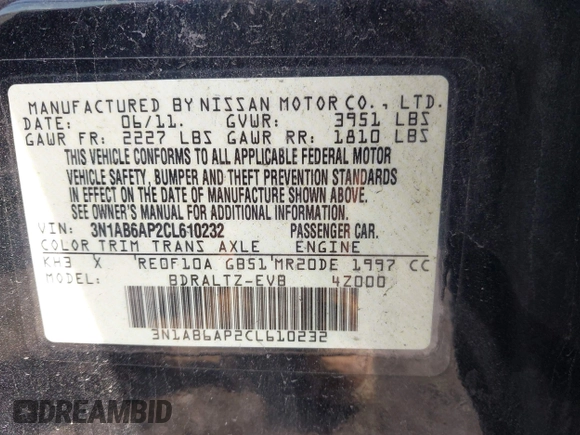 MANUFACTURED BY NISSAN MOTOR CO., LTD.
DATE: 06/11. GVWR: 3951 LBS
GAWR FR: 2227 LBS GAWR RR: 1810 LBS
THIS VEHICLE CONFORMS TO ALL APPLICABLE FEDERAL MOTOR
VEHICLE SAFETY, BUMPER AND THEFT PREVENTION STANDARDS
IN EFFECT ON THE DATE OF MANUFACTURE SHOWN ABOVE.
SEE OWNER'S MANUAL FOR ADDITIONAL INFORMATION.
VIN: 3N1AB6AP2CL610232 PASSENGER CAR.
COLOR TRIM TRANS AXLE ENGINE
KH3 X RE0F10A GB51 MR20DE 1997 CC
MODEL: BDRALTZ-EVB 4Z000
3N1AB6AP2CL610232
DREAMBID